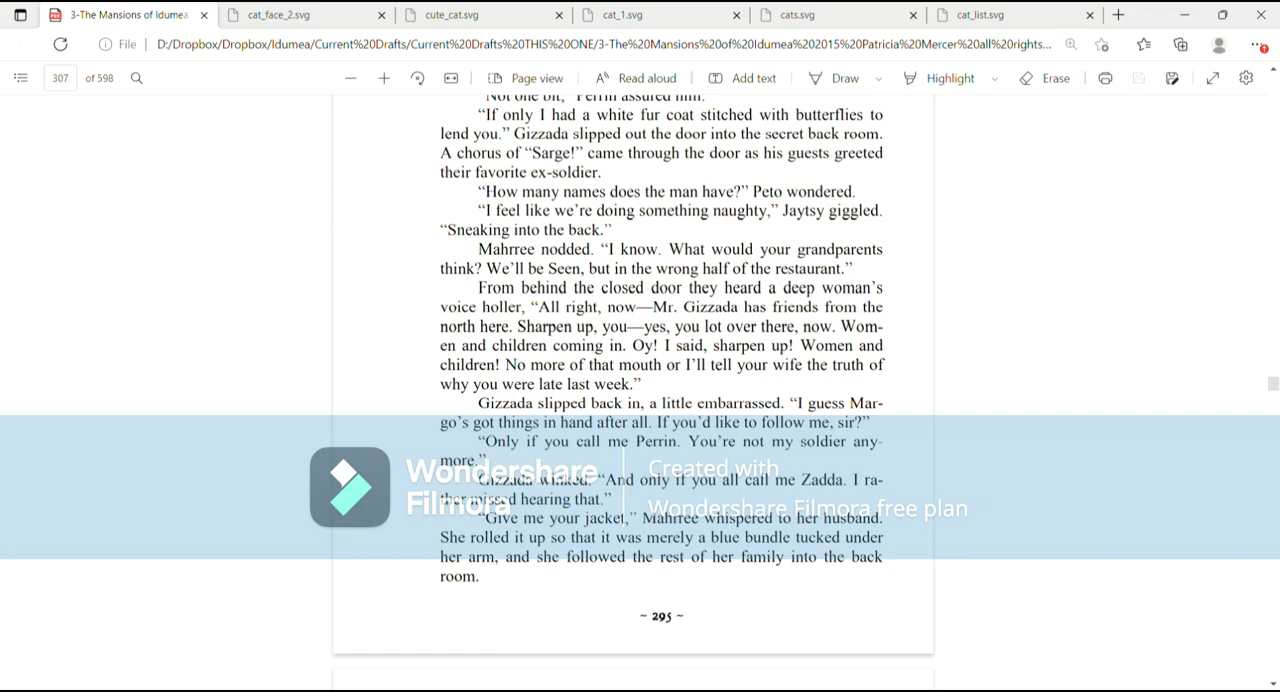 3-The Mansions of Idumea
cat_face_2.svg
cute_cat.svg
cat_1.svg
cats.svg
cat_list.svg
File
D:/Dropbox/Dropbox/Idumea/Current%20Drafts/Current%20Drafts%20THIS%20ONE/3-The%20Mansions%20of%20Idumea%202015%20Patricia%20Mercer%20all%20rights...
307 of 598
Page view
Read aloud
Add text
Draw
Highlight
Erase
"Not one bit," Perrin assured him.
“If only I had a white fur coat stitched with butterflies to
lend you.” Gizzada slipped out the door into the secret back room.
A chorus of “Sarge!” came through the door as his guests greeted
their favorite ex-soldier.
“How many names does the man have?” Peto wondered.
“I feel like we’re doing something naughty,” Jaytsy giggled.
“Sneaking into the back.”
Mahrree nodded. “I know. What would your grandparents
think? We’ll be Seen, but in the wrong half of the restaurant.”
From behind the closed door they heard a deep woman’s
voice holler, “All right, now—Mr. Gizzada has friends from the
north here. Sharpen up, you—yes, you lot over there, now. Wom-
en and children coming in. Oy! I said, sharpen up! Women and
children! No more of that mouth or I’ll tell your wife the truth of
why you were late last week.”
Gizzada slipped back in, a little embarrassed. “I guess Mar-
go’s got things in hand after all. If you’d like to follow me, sir?”
“Only if you call me Perrin. You’re not my soldier any-
more.”
Gizzada winked. “And only if you all call me Zadda. I ra-
ther missed hearing that.”
“Give me your jacket,” Mahrree whispered to her husband.
She rolled it up so that it was merely a blue bundle tucked under
her arm, and she followed the rest of her family into the back
room.
~ 295 ~
Wondershare
Filmora
Created with
Wondershare Filmora free plan